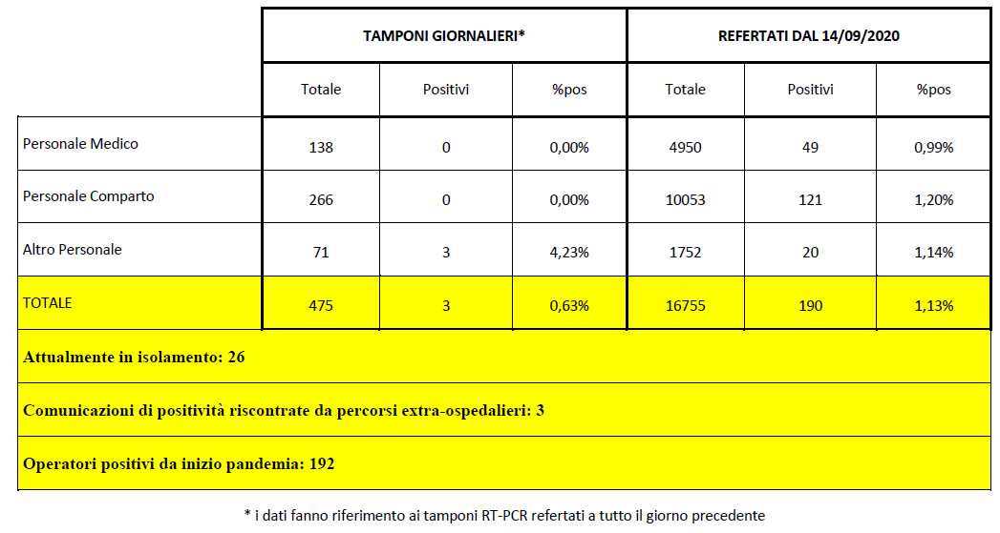 TAMPONI GIORNALIERI* REFERTATI DAL 14/09/2020
Totale Positivi %pos Totale Positivi %pos
Personale Medico 138 0 0,00% 4950 49 0,99%
Personale Comparto 266 0 0,00% 10053 121 1,20%
Altro Personale 71 3 4,23% 1752 20 1,14%
TOTALE 475 3 0,63% 16755 190 1,13%
Attualmente in isolamento: 26
Comunicazioni di positività riscontrate da percorsi extra-ospedalieri: 3
Operatori positivi da inizio pandemia: 192
* i dati fanno riferimento ai tamponi RT-PCR refertati a tutto il giorno precedente